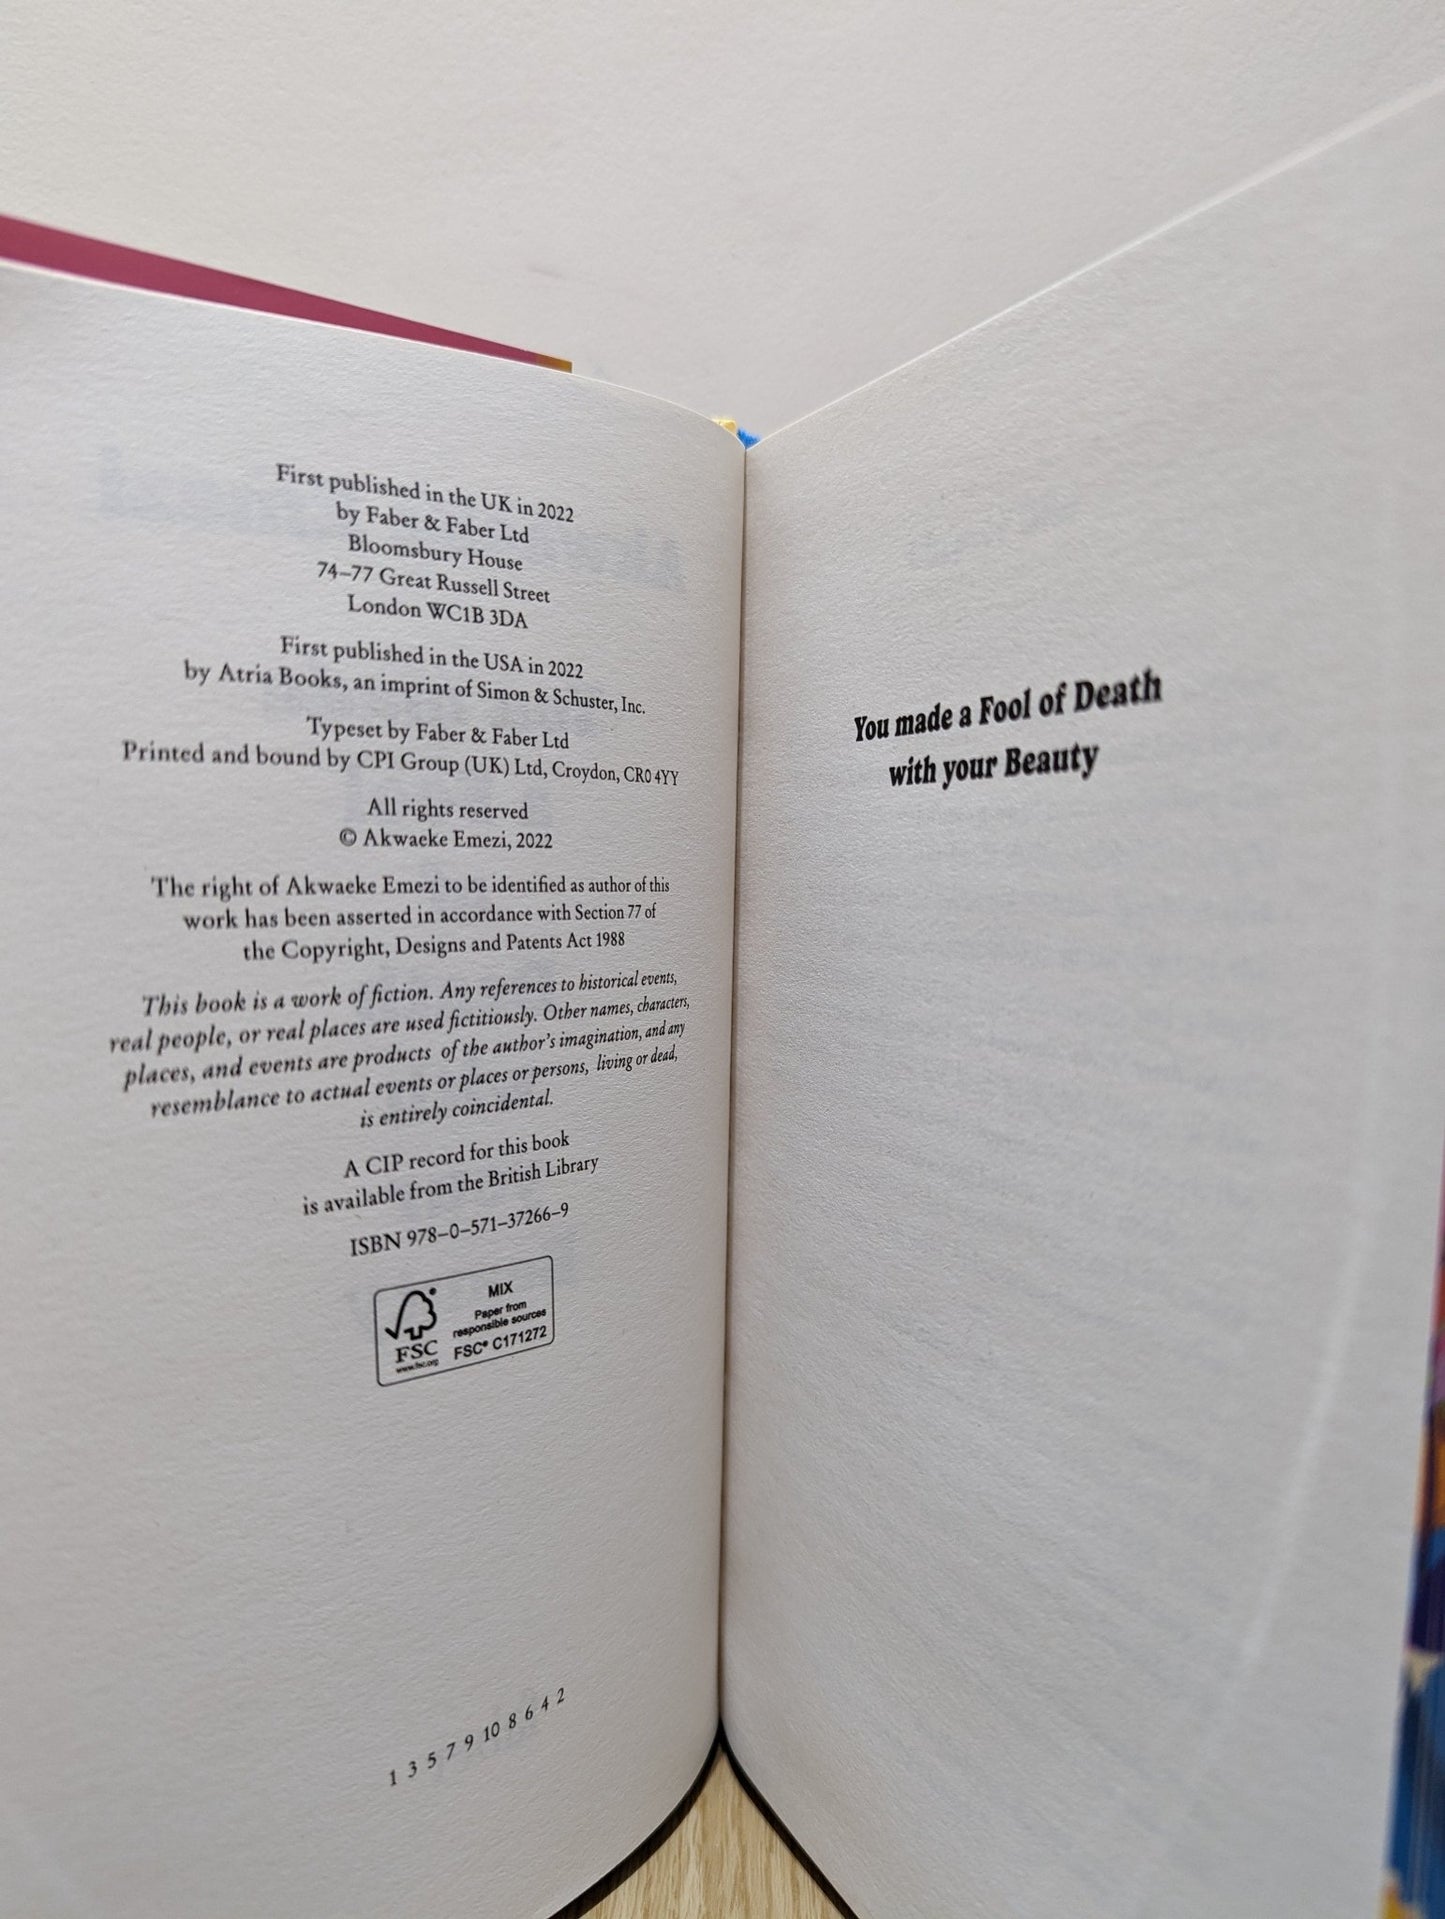 First published in the UK in 2022
by Faber & Faber Ltd
Bloomsbury House
74–77 Great Russell Street
London WC1B 3DA
First published in the USA in 2022
by Atria Books, an imprint of Simon & Schuster, Inc.
Typeset by Faber & Faber Ltd
Printed and bound by CPI Group (UK) Ltd, Croydon, CR0 4YY
All rights reserved
© Akwaeke Emezi, 2022
The right of Akwaeke Emezi to be identified as author of this
work has been asserted in accordance with Section 77 of
the Copyright, Designs and Patents Act 1988
This book is a work of fiction. Any references to historical events,
real people, or real places are used fictitiously. Other names, characters,
places, and events are products of the author's imagination, and any
resemblance to actual events or places or persons, living or dead,
is entirely coincidental.
A CIP record for this book
is available from the British Library
ISBN 978–0–571–37266–9
FSC
www.fsc.org
MIX
Paper from
responsible sources
FSC® C171272
1 3 5 7 9 10 8 6 4 2
You made a Fool of Death
with your Beauty